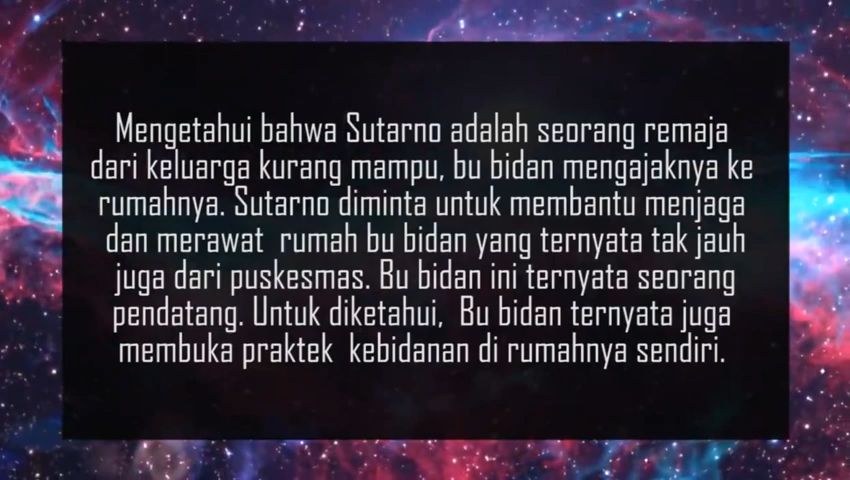 Mengetahui bahwa Sutarno adalah seorang remaja
dari keluarga kurang mampu, bu bidan mengajaknya ke
rumahnya. Sutarno diminta untuk membantu menjaga
dan merawat  rumah bu bidan yang ternyata tak jauh
juga dari puskesmas. Bu bidan ini ternyata seorang
pendatang. Untuk diketahui,  Bu bidan ternyata juga
membuka praktek  kebidanan di rumahnya sendiri.